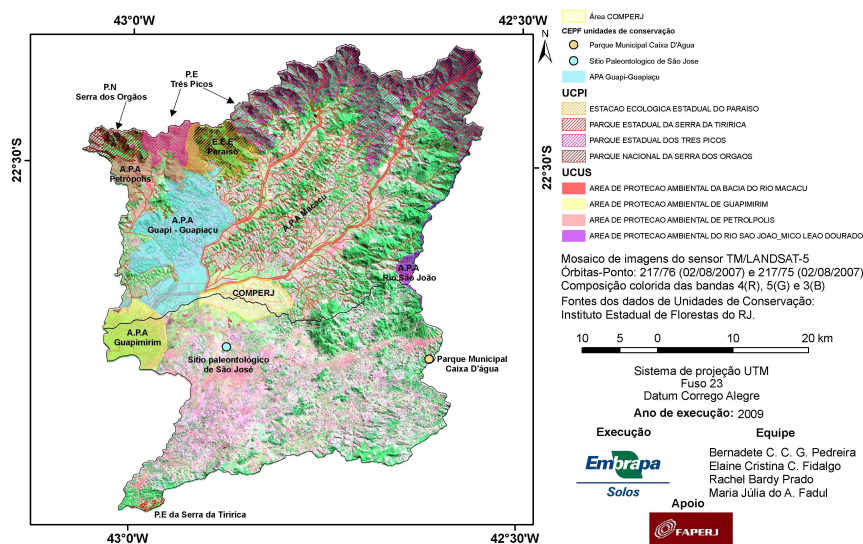 43°0'W
42°30'W
N
P.E
Três Picos
P.N
Serra dos Orgãos
E.E.E
Paraiso
A.P.A
Petrópolis
22°30'S
22°30'S
A.P.A
Guapi - Guapiaçu
A.P.A Macacu
A.P.A
Rio São João
COMPERJ
A.P.A
Guapimirim
Sítio paleontológico
de São José
Parque Municipal
Caixa D'água
P.E da Serra da Tiririca
43°0'W
42°30'W
Área COMPERJ
CEPF unidades de conservação
Parque Municipal Caixa D'Agua
Sitio Paleontologico de São Jose
APA Guapi-Guapiaçu
UCPI
ESTACAO ECOLOGICA ESTADUAL DO PARAISO
PARQUE ESTADUAL DA SERRA DA TIRIRICA
PARQUE ESTADUAL DOS TRES PICOS
PARQUE NACIONAL DA SERRA DOS ORGAOS
UCUS
AREA DE PROTECAO AMBIENTAL DA BACIA DO RIO MACACU
AREA DE PROTECAO AMBIENTAL DE GUAPIMIRIM
AREA DE PROTECAO AMBIENTAL DE PETROLPOLIS
AREA DE PROTECAO AMBIENTAL DO RIO SAO JOAO_MICO LEAO DOURADO
Mosaico de imagens do sensor TM/LANDSAT-5
Órbitas-Ponto: 217/76 (02/08/2007) e 217/75 (02/08/2007)
Composição colorida das bandas 4(R), 5(G) e 3(B)
Fontes dos dados de Unidades de Conservação:
Instituto Estadual de Florestas do RJ.
10 5 0 10 20 km
Sistema de projeção UTM
Fuso 23
Datum Corrego Alegre
Ano de execução: 2009
Execução
Embrapa
Solos
Equipe
Bernadete C. C. G. Pedreira
Elaine Cristina C. Fidalgo
Rachel Bardy Prado
Maria Júlia do A. Fadul
Apoio
FAPERJ